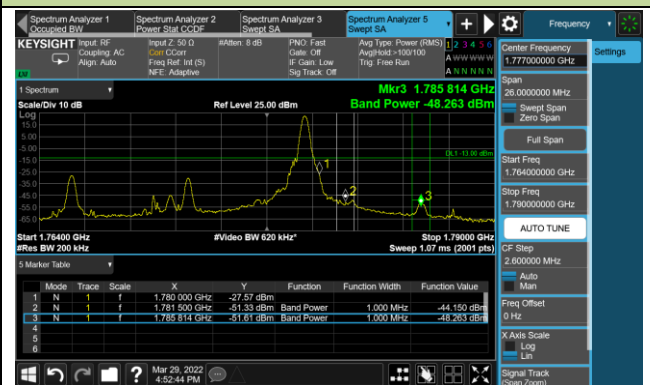 Spectrum Analyzer 1
Occupied BW
Spectrum Analyzer 2
Power Stat CCDF
Spectrum Analyzer 3
Swept SA
Spectrum Analyzer 5
Swept SA
Frequency
KEYSIGHT
Input: RF
Coupling: AC
Align: Auto
Input Z: 50 Ω
Corr CCorr
Freq Ref: Int (S)
NFE: Adaptive
#Atten: 8 dB
PNO: Fast
Gate: Off
IF Gain: Low
Sig Track: Off
Avg Type: Power (RMS)
Avg|Hold:>100/100
Trig: Free Run
1 2 3 4 5 6
A W W W W W
A N N N N N
Center Frequency
1.777000000 GHz
Settings
Span
26.0000000 MHz
Swept Span
Zero Span
Full Span
Start Freq
1.764000000 GHz
Stop Freq
1.790000000 GHz
AUTO TUNE
CF Step
2.600000 MHz
Auto
Man
Freq Offset
0 Hz
X Axis Scale
Log
Lin
Signal Track
(Span Zoom)
1 Spectrum
Scale/Div 10 dB
Ref Level 25.00 dBm
Mkr3 1.785 814 GHz
Band Power -48.263 dBm
Log
15.0
5.00
-5.00
-15.0
-25.0
-35.0
-45.0
-55.0
-65.0
DL1 -13.00 dBm
1
2
3
Start 1.76400 GHz
#Video BW 620 kHz*
Stop 1.79000 GHz
#Res BW 200 kHz
Sweep 1.07 ms (2001 pts)
5 Marker Table
Mode Trace Scale X Y Function Function Width Function Value
1 N 1 f 1.780 000 GHz -27.57 dBm
2 N 1 f 1.781 500 GHz -51.33 dBm Band Power 1.000 MHz -44.150 dBm
3 N 1 f 1.785 814 GHz -51.61 dBm Band Power 1.000 MHz -48.263 dBm
4
5
6
Mar 29, 2022
4:52:44 PM